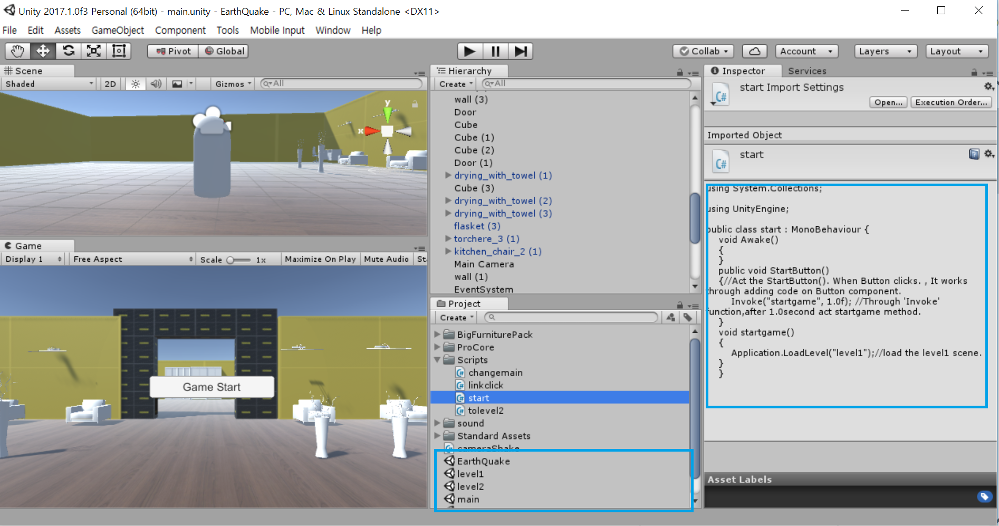 Unity 2017.1.0f3 Personal (64bit) - main.unity - EarthQuake - PC, Mac & Linux Standalone <DX11>
File Edit Assets GameObject Component Tools Mobile Input Window Help
Pivot Global Collab Account Layers Layout
Scene
Shaded 2D Gizmos All
y
x
Game
Display 1 Free Aspect Scale 1x Maximize On Play Mute Audio St
Game Start
Hierarchy
Create All
wall (3)
Door
Cube
Cube (1)
Cube (2)
Door (1)
drying_with_towel (1)
Cube (3)
drying_with_towel (2)
drying_with_towel (3)
flasket (3)
torchere_3 (1)
kitchen_chair_2 (1)
Main Camera
wall (1)
EventSystem
Project
Create
BigFurniturePack
ProCore
Scripts
C# changemain
C# linkclick
C# start
C# tolevel2
sound
Standard Assets
cameraShake
EarthQuake
level1
level2
main
Inspector Services
C# start Import Settings
Open... Execution Order...
Imported Object
C# start
using System.Collections;
using UnityEngine;
public class start : MonoBehaviour {
void Awake()
{
}
public void StartButton()
{//Act the StartButton(). When Button clicks. , It works
through adding code on Button component.
Invoke("startgame", 1.0f); //Through 'Invoke'
function,after 1.0second act startgame method.
}
void startgame()
{
Application.LoadLevel("level1");//load the level1 scene.
}
}
Asset Labels